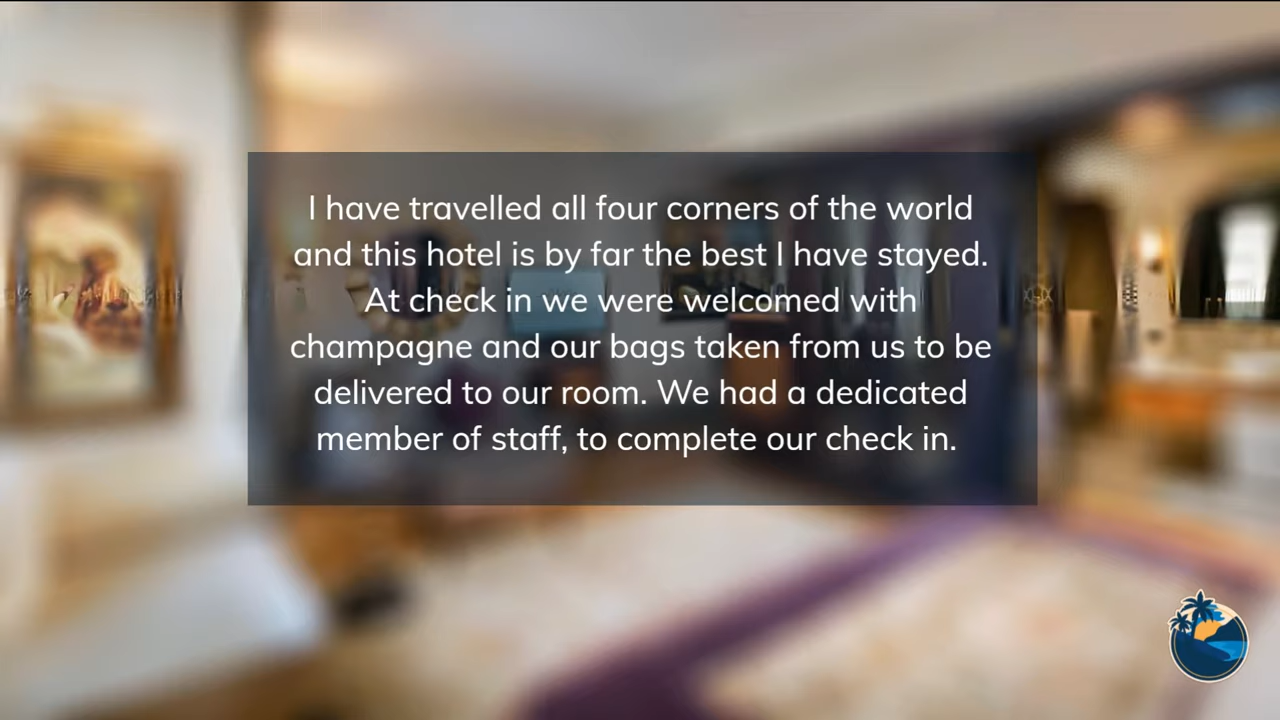 I have travelled all four corners of the world
and this hotel is by far the best I have stayed.
At check in we were welcomed with
champagne and our bags taken from us to be
delivered to our room. We had a dedicated
member of staff, to complete our check in.